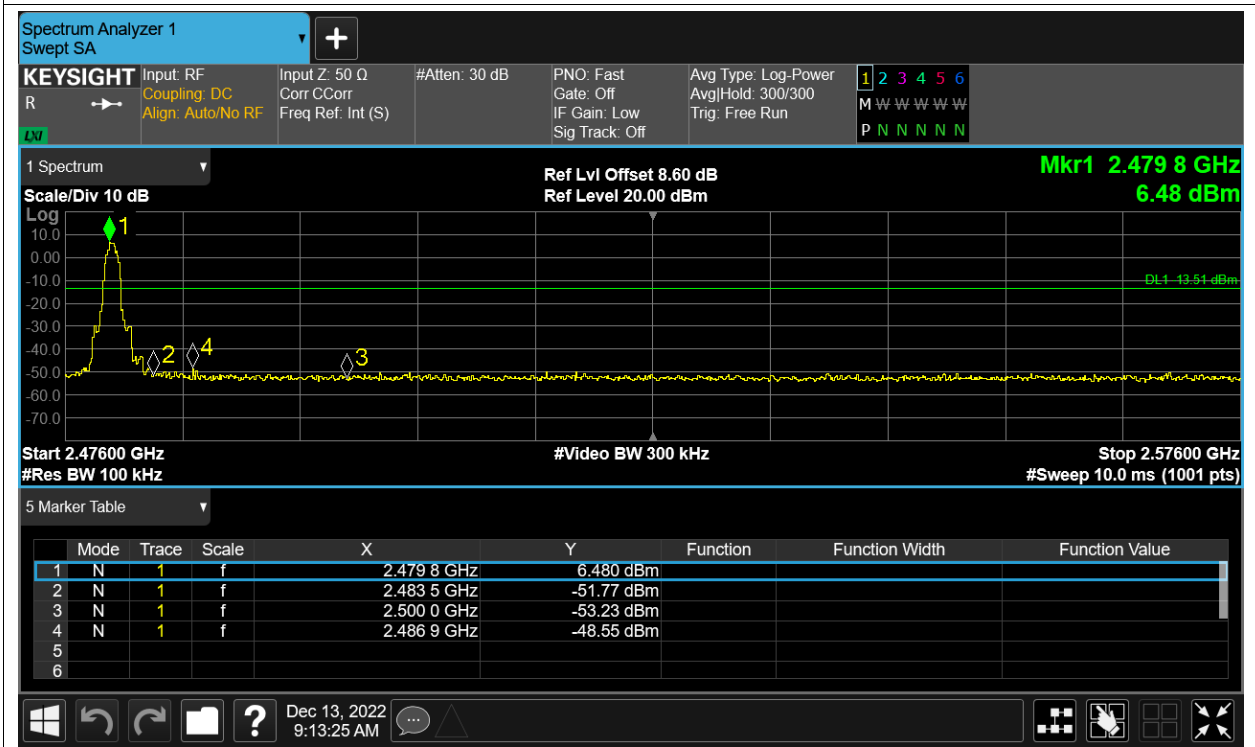 Spectrum Analyzer 1
Swept SA
+
KEYSIGHT Input: RF Input Z: 50 Ω #Atten: 30 dB PNO: Fast Avg Type: Log-Power 1 2 3 4 5 6
R Coupling: DC Corr CCorr Gate: Off Avg|Hold: 300/300 M W W W W W
Align: Auto/No RF Freq Ref: Int (S) IF Gain: Low Trig: Free Run
LXI Sig Track: Off P N N N N N
1 Spectrum Ref Lvl Offset 8.60 dB Mkr1 2.479 8 GHz
Scale/Div 10 dB Ref Level 20.00 dBm 6.48 dBm
Log
1
10.0
0.00
-10.0
DL1 -13.51 dBm
-20.0
-30.0
-40.0
2 4 3
-50.0
-60.0
-70.0
Start 2.47600 GHz #Video BW 300 kHz Stop 2.57600 GHz
#Res BW 100 kHz #Sweep 10.0 ms (1001 pts)
5 Marker Table
Mode Trace Scale X Y Function Function Width Function Value
1 N 1 f 2.479 8 GHz 6.480 dBm
2 N 1 f 2.483 5 GHz -51.77 dBm
3 N 1 f 2.500 0 GHz -53.23 dBm
4 N 1 f 2.486 9 GHz -48.55 dBm
5
6
? Dec 13, 2022
9:13:25 AM